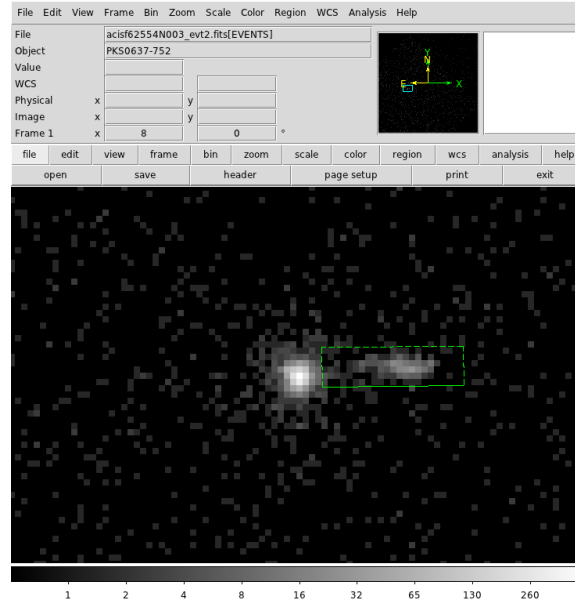 File Edit View Frame Bin Zoom Scale Color Region WCS Analysis Help
File acisf62554N003_evt2.fits[EVENTS]
Object PKS0637-752
Value
WCS
Physical x y
Image x y
Frame 1 x 8 0 °
Y
N
E
X
file edit view frame bin zoom scale color region wcs analysis help
open save header page setup print exit
1 2 4 8 16 32 65 130 260